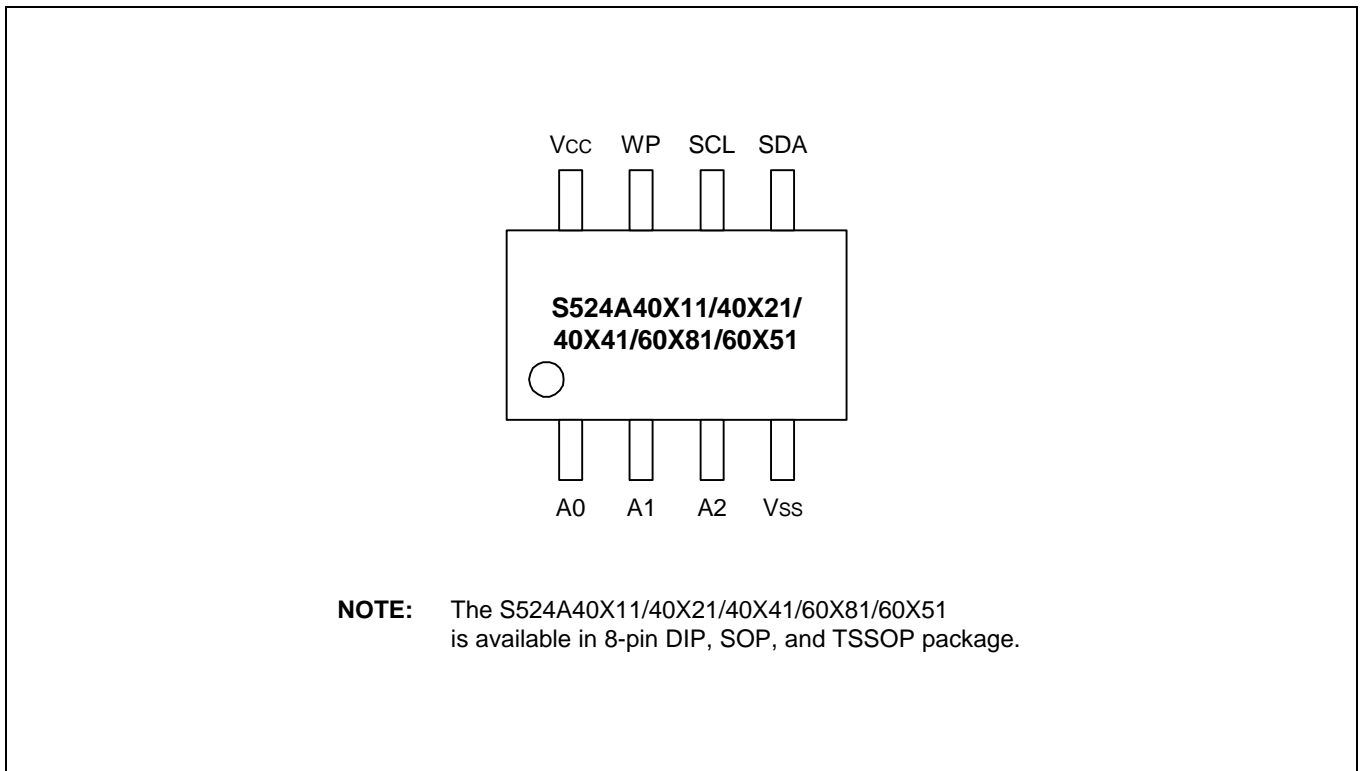 Vcc WP SCL SDA
S524A40X11/40X21/
40X41/60X81/60X51
A0 A1 A2 Vss
NOTE: The S524A40X11/40X21/40X41/60X81/60X51
is available in 8-pin DIP, SOP, and TSSOP package.